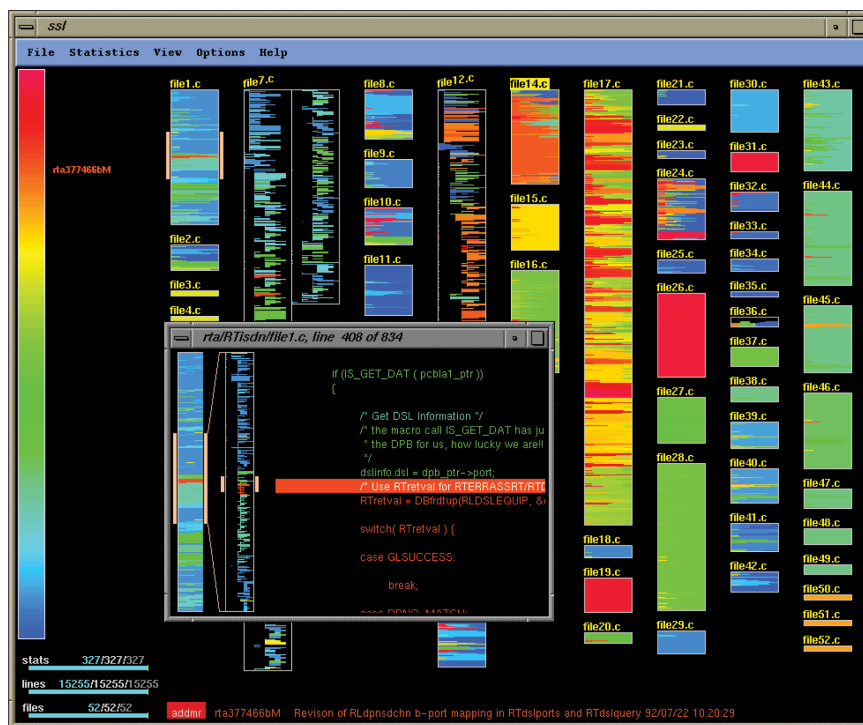 ssl
File Statistics View Options Help
rta377466bM
file1.c
file2.c
file3.c
file4.c
file7.c
file8.c
file9.c
file10.c
file11.c
file12.c
file14.c
file15.c
file16.c
file17.c
file18.c
file19.c
file20.c
file21.c
file22.c
file23.c
file24.c
file25.c
file26.c
file27.c
file28.c
file29.c
file30.c
file31.c
file32.c
file33.c
file34.c
file35.c
file36.c
file37.c
file38.c
file39.c
file40.c
file41.c
file42.c
file43.c
file44.c
file45.c
file46.c
file47.c
file48.c
file49.c
file50.c
file51.c
file52.c
rta/RTisdn/file1.c, line 408 of 834
if (IS_GET_DAT ( pcbla1_ptr ))
{
/* Get DSL Information */
/* the macro call IS_GET_DAT has ju
* the DPB for us, how lucky we are!!
*/
dslinfo.dsl = dpb_ptr->port;
/* Use RTretval for RTERRASSRT/RTD
RTretval = DBfrdtup(RLDSLEQUIP, &
switch( RTretval ) {
case GLSUCCESS:
break;
case DBNO_MATCH:
stats 327/327/327
lines 15255/15255/15255
files 52/52/52
addmr rta377466bM Revison of RLdpnsdchn b-port mapping in RTdslports and RTdslquery 92/07/22 10:20:29